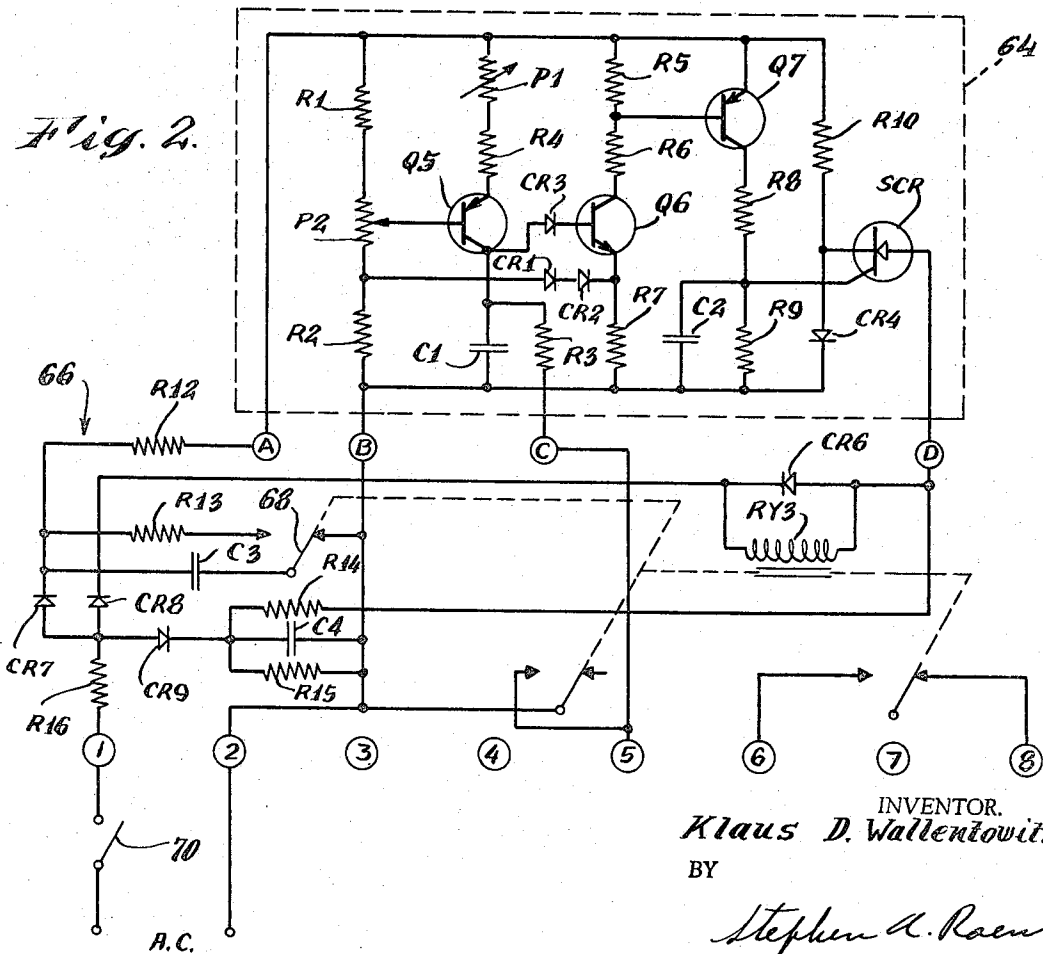 Fig. 2.
64
R1
P1
R5
Q7
R10
R4
R6
Q5
CR3
SCR
P2
Q6
R8
CR1
CR2
R7
C2
R9
CR4
R2
C1
R3
66
R12
A
B
C
D
CR6
R13
68
RY3
C3
R14
CR8
C4
CR7
CR9
R15
R16
1
2
3
4
5
6
7
8
70
A.C.
INVENTOR.
Klaus D. Wallentowit
BY
Stephen A. Roen